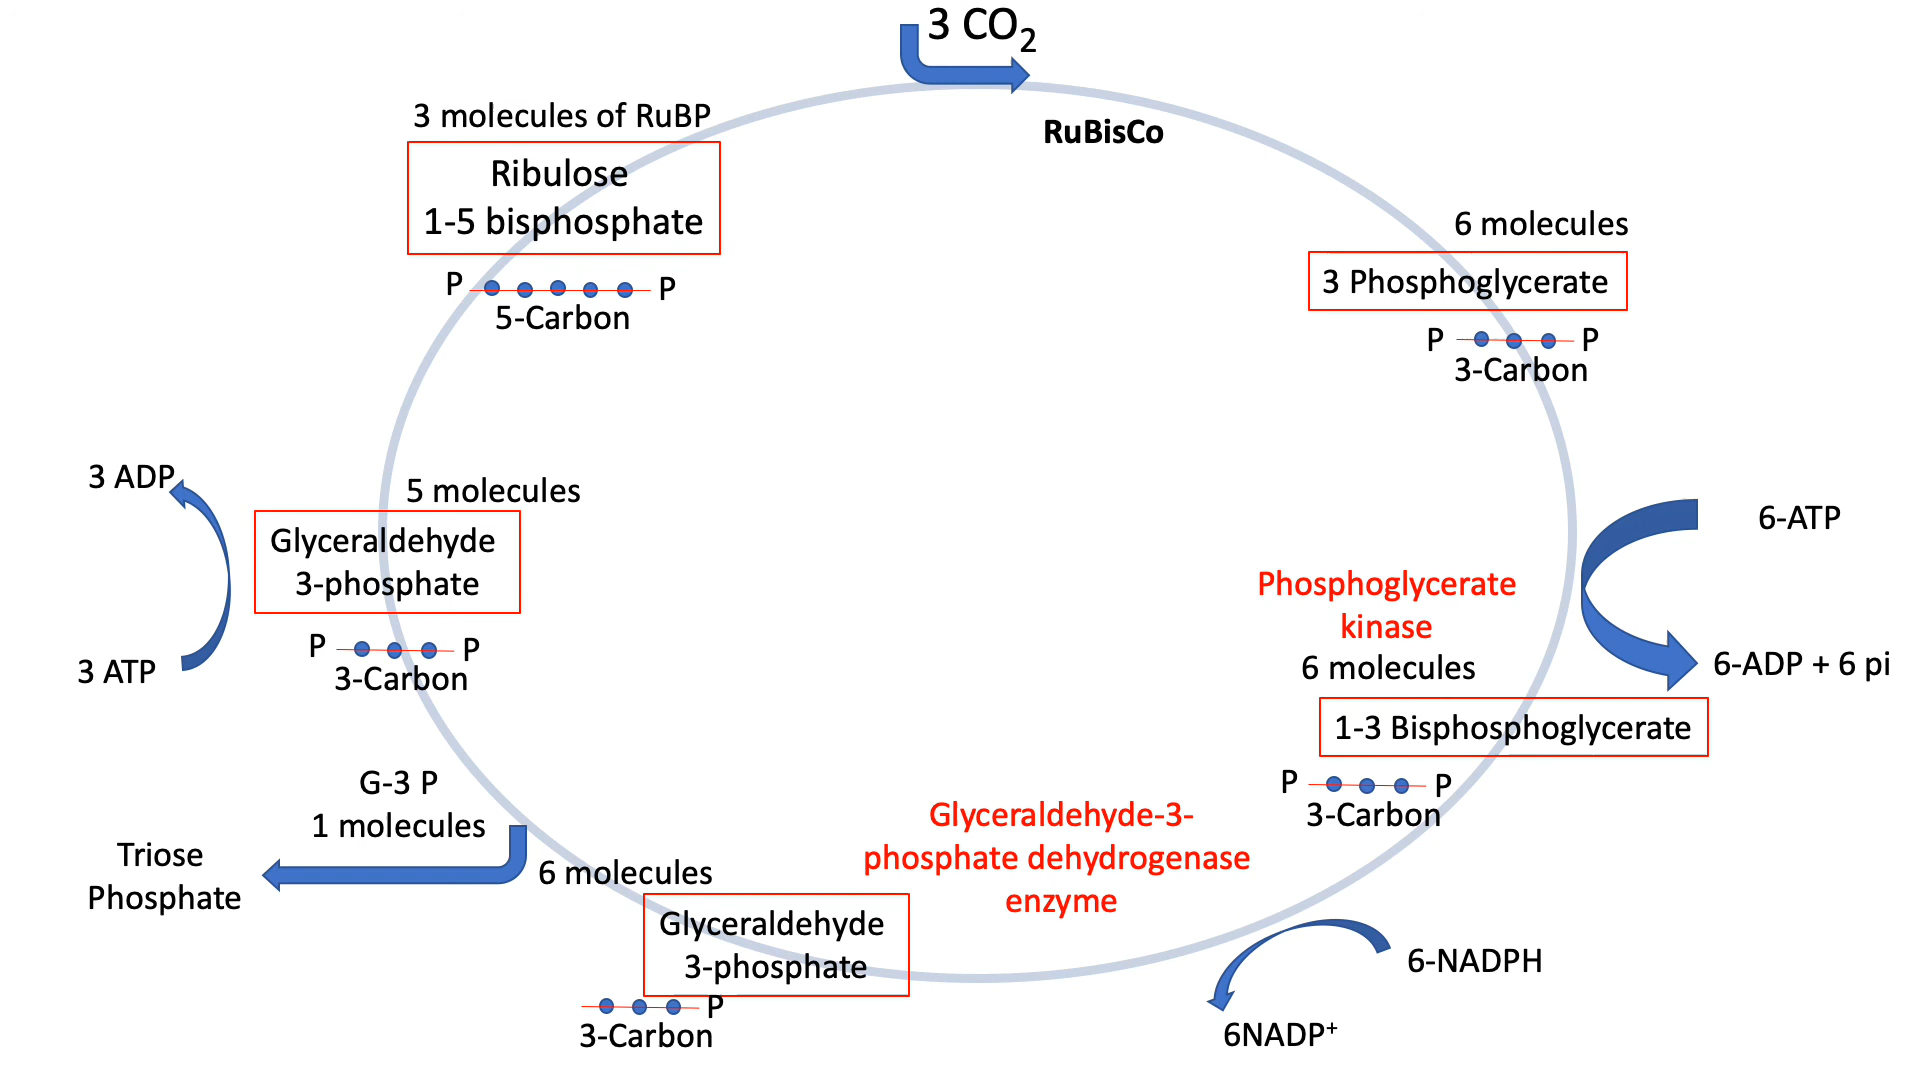 3 CO2
RuBisCo
3 molecules of RuBP
Ribulose
1-5 bisphosphate
P P
5-Carbon
6 molecules
3 Phosphoglycerate
P P
3-Carbon
6-ATP
6-ADP + 6 pi
Phosphoglycerate
kinase
6 molecules
1-3 Bisphosphoglycerate
P P
3-Carbon
6-NADPH
6NADP+
Glyceraldehyde-3-
phosphate dehydrogenase
enzyme
6 molecules
Glyceraldehyde
3-phosphate
P
3-Carbon
G-3 P
1 molecules
Triose
Phosphate
5 molecules
Glyceraldehyde
3-phosphate
P P
3-Carbon
3 ADP
3 ATP